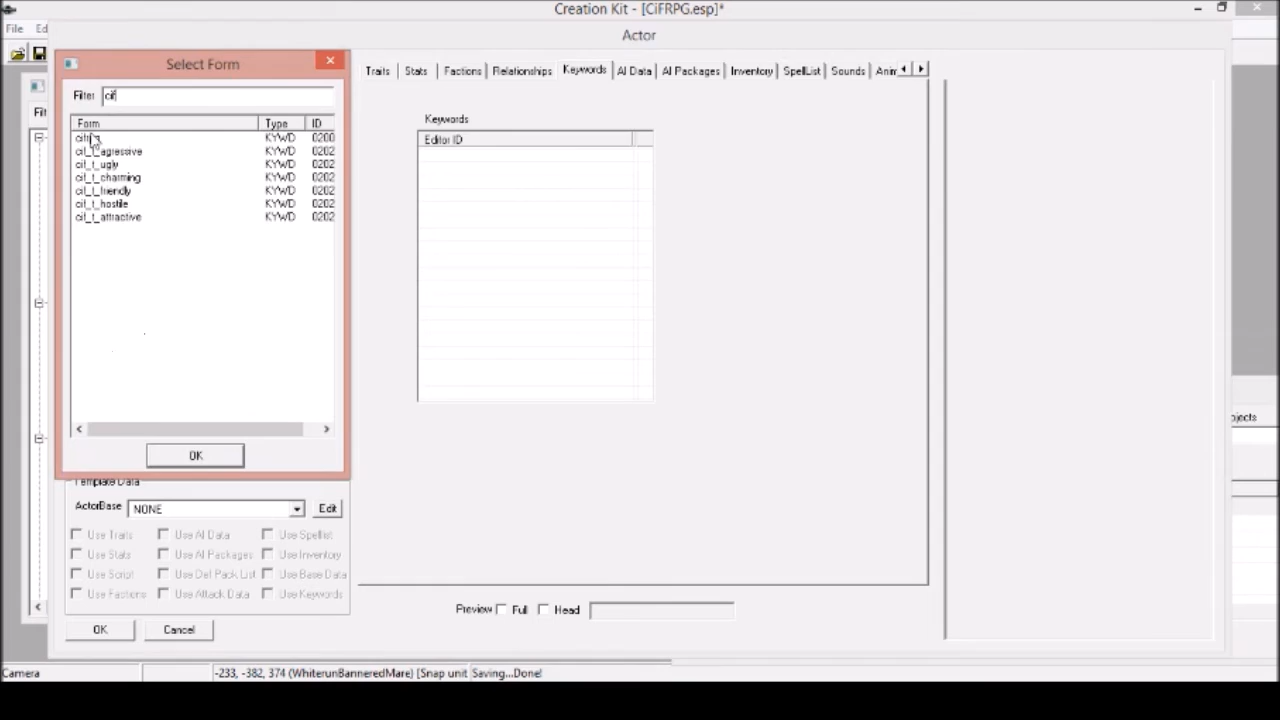 Creation Kit - [CiFRPG.esp]*
File Ed
Actor
Select Form
Filter cif
Form Type ID
KYWD 0200
cif_t_agressive KYWD 0202
cif_t_ugly KYWD 0202
cif_t_charming KYWD 0202
cif_t_friendly KYWD 0202
cif_t_hostile KYWD 0202
cif_t_attractive KYWD 0202
OK
Traits Stats Factions Relationships Keywords AI Data AI Packages Inventory SpellList Sounds Anim
Keywords
Editor ID
Filt
ojects
Template Data
ActorBase NONE Edit
Use Traits Use AI Data Use Spellist
Use Stats Use AI Packages Use Inventory
Use Script Use Def Pack List Use Base Data
Use Factions Use Attack Data Use Keywords
OK Cancel
Preview Full Head
Camera -233, -382, 374 (WhiterunBanneredMare) [Snap unit Saving...Done!